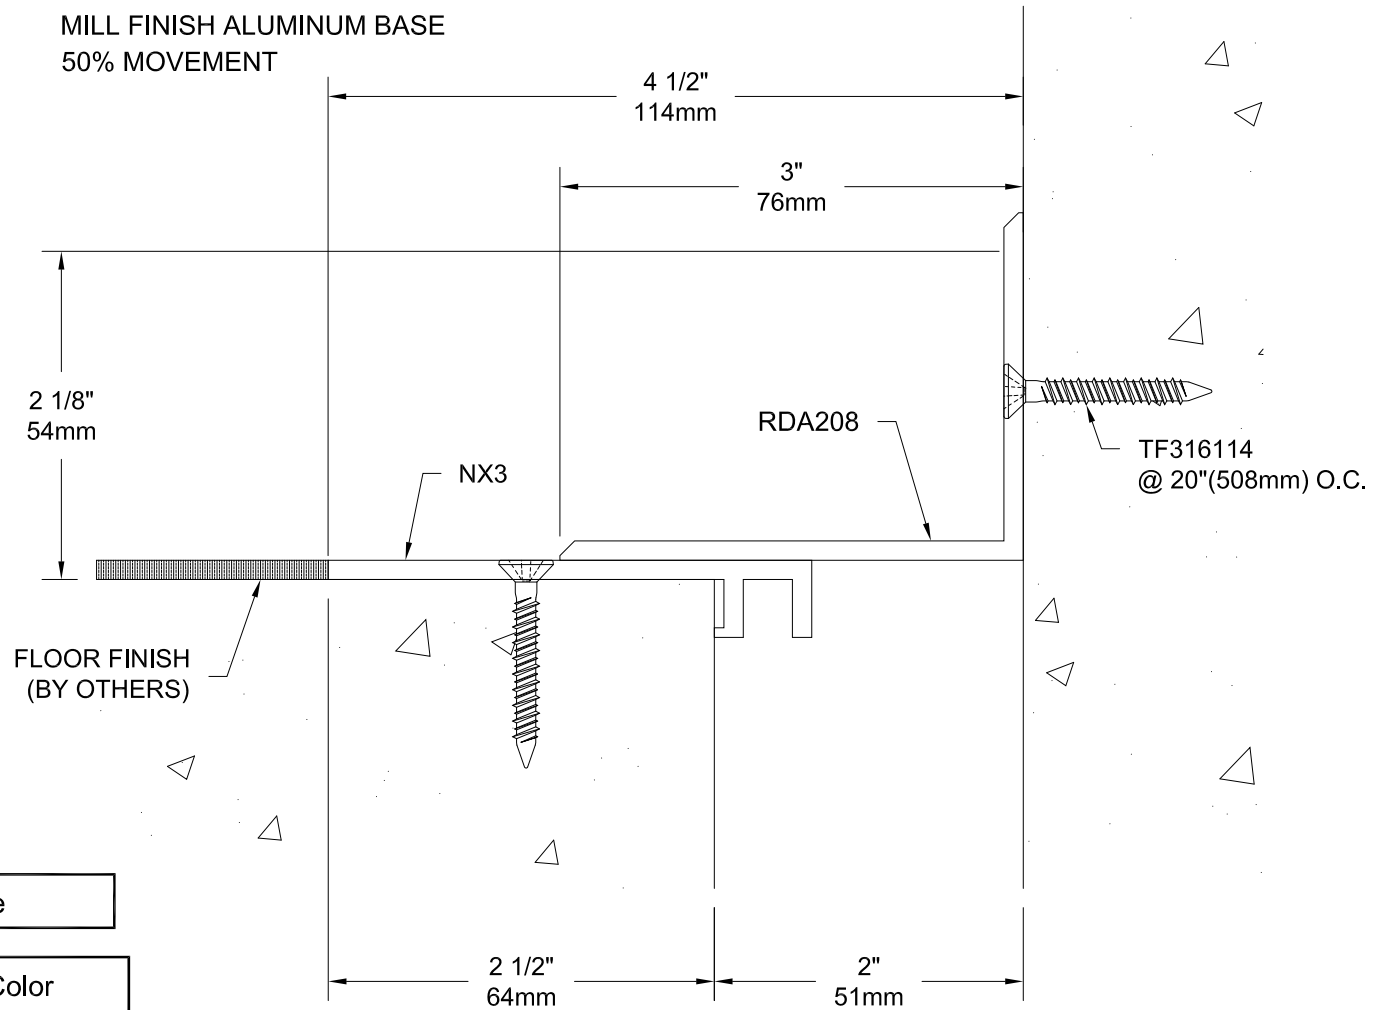 MILL FINISH ALUMINUM BASE
50% MOVEMENT
4 1/2"
114mm
3"
76mm
2 1/8"
54mm
RDA208
NX3
TF316114
@ 20"(508mm) O.C.
FLOOR FINISH
(BY OTHERS)
Color
2 1/2"
64mm
2"
51mm